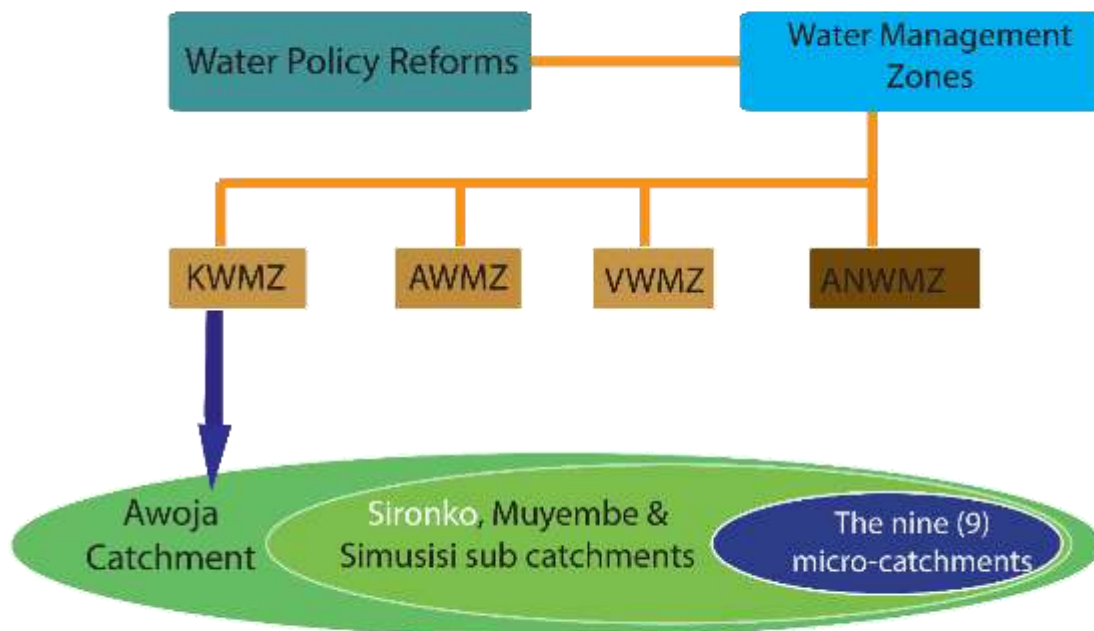 Water Policy Reforms
Water Management
Zones
KWMZ
AWMZ
VWMZ
ANWMZ
Awoja
Catchment
Sironko, Muyembe &
Simusisi sub catchments
The nine (9)
micro-catchments